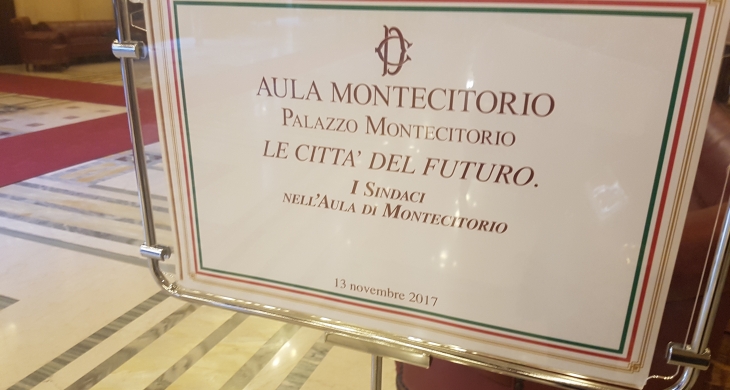 AULA MONTECITORIO
PALAZZO MONTECITORIO
LE CITTA' DEL FUTURO.
I SINDACI
NELL'AULA DI MONTECITORIO
13 novembre 2017